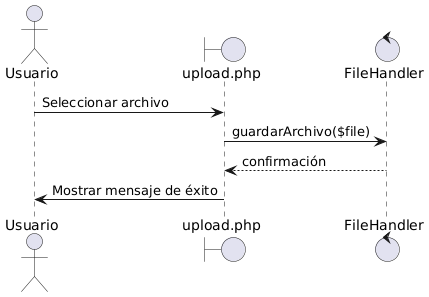 Usuario
upload.php
FileHandler
Seleccionar archivo
guardarArchivo($file)
confirmación
Mostrar mensaje de éxito
Usuario
upload.php
FileHandler